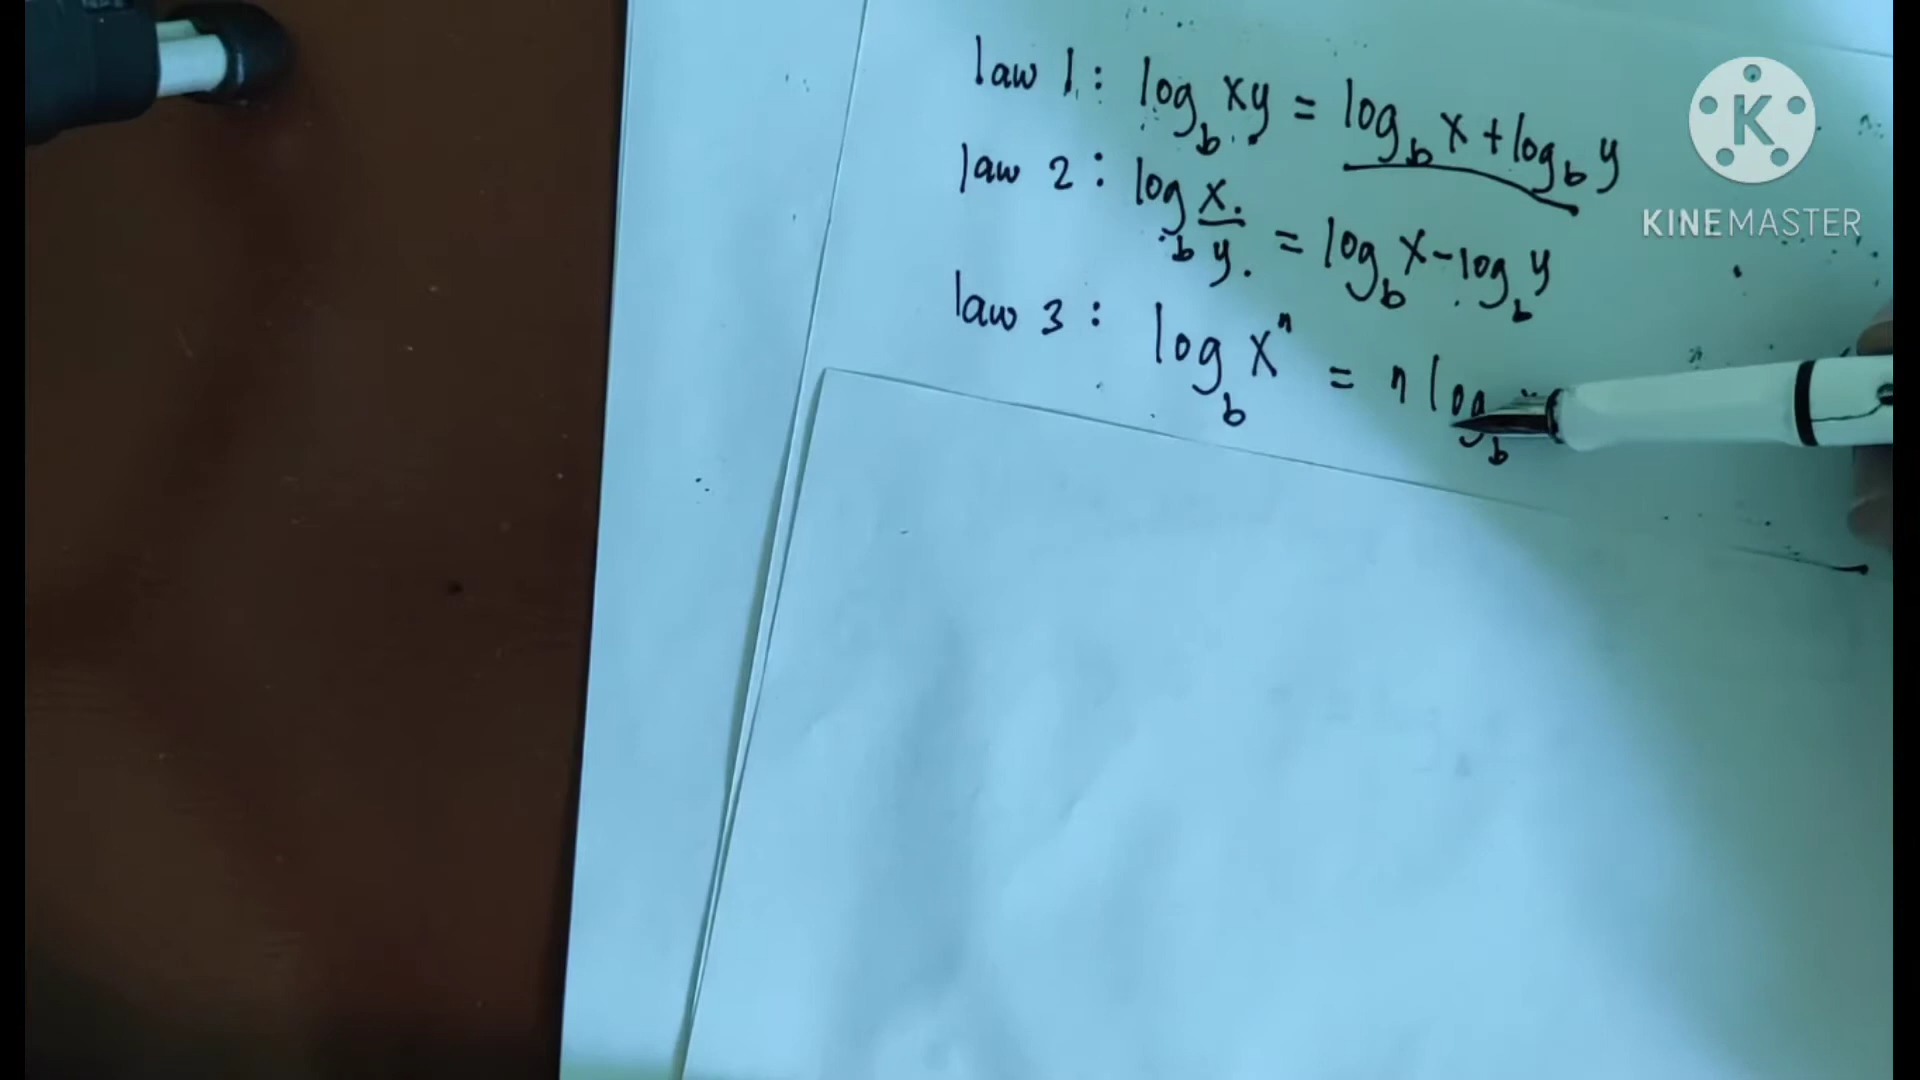 law 1: log_b xy = log_b x + log_b y
law 2: log_b x/y = log_b x - log_b y
law 3: log_b x^n = n log_b
K
KINEMASTER